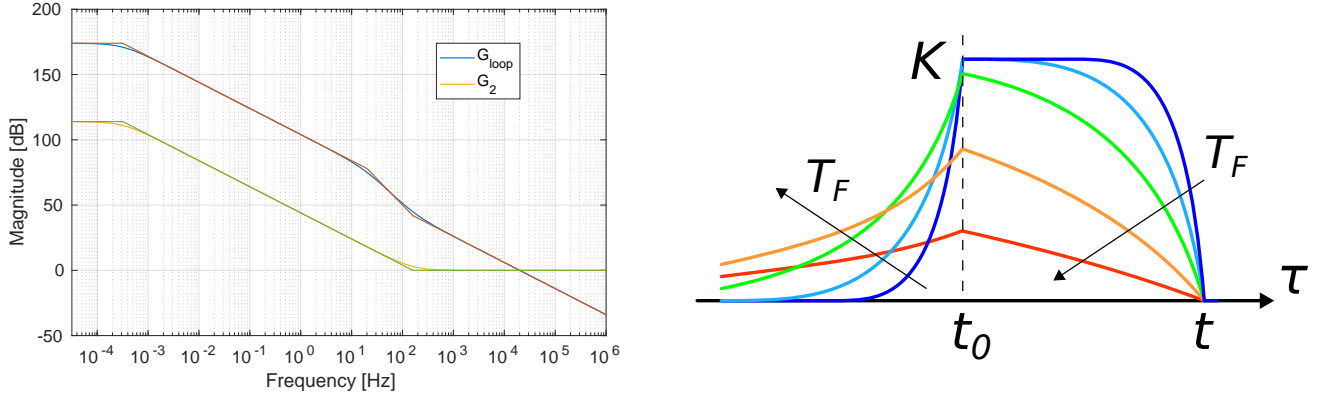 200
150
100
50
0
-50
Magnitude [dB]
G_loop
G_2
10^-4 10^-3 10^-2 10^-1 10^0 10^1 10^2 10^3 10^4 10^5 10^6
Frequency [Hz]
K
T_F
T_F
τ
t_0
t